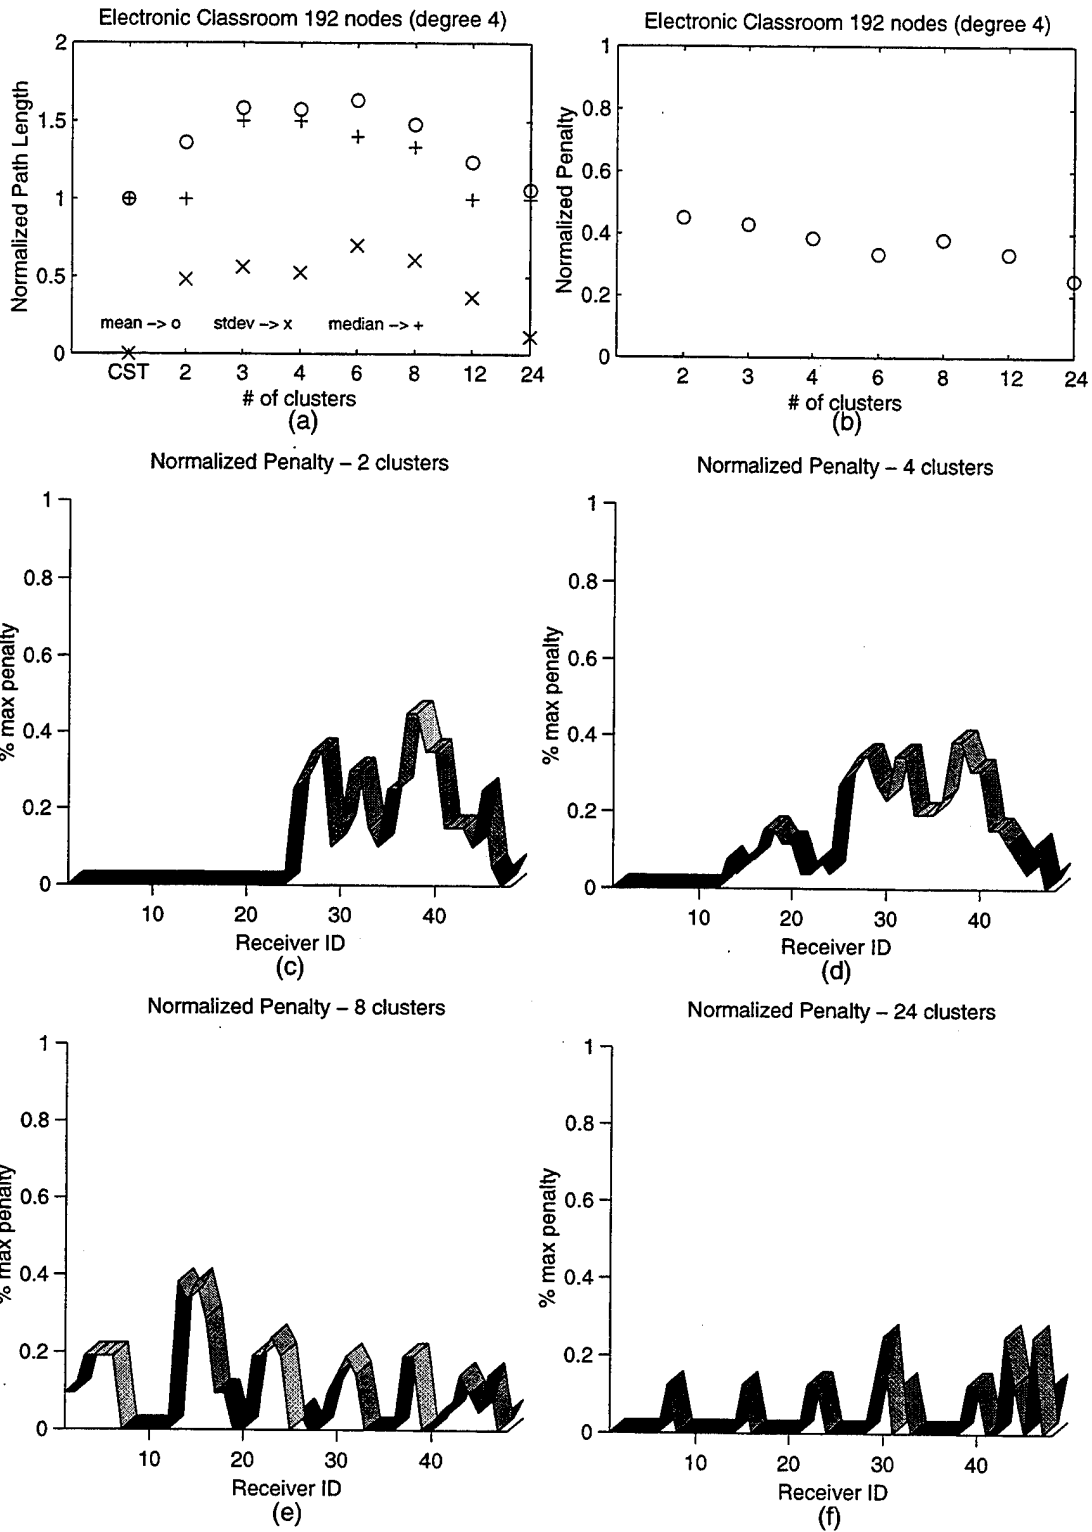 Electronic Classroom 192 nodes (degree 4)
Normalized Path Length
2
1.5
1
0.5
0
mean -> o
stdev -> x
median -> +
CST 2 3 4 6 8 12 24
# of clusters
(a)
Electronic Classroom 192 nodes (degree 4)
Normalized Penalty
1
0.8
0.6
0.4
0.2
0
2 3 4 6 8 12 24
# of clusters
(b)
Normalized Penalty – 2 clusters
% max penalty
1
0.8
0.6
0.4
0.2
0
10 20 30 40
Receiver ID
(c)
Normalized Penalty – 4 clusters
% max penalty
1
0.8
0.6
0.4
0.2
0
10 20 30 40
Receiver ID
(d)
Normalized Penalty – 8 clusters
% max penalty
1
0.8
0.6
0.4
0.2
0
10 20 30 40
Receiver ID
(e)
Normalized Penalty – 24 clusters
% max penalty
1
0.8
0.6
0.4
0.2
0
10 20 30 40
Receiver ID
(f)